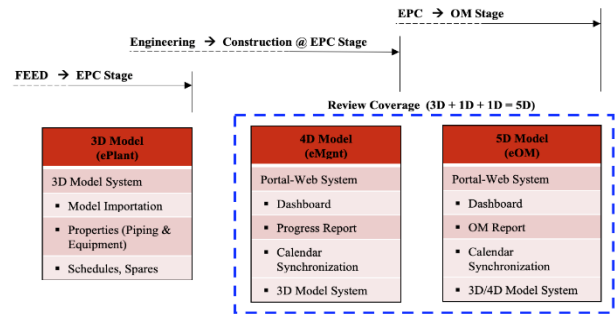 EPC → OM Stage
Engineering → Construction @ EPC Stage
FEED → EPC Stage
Review Coverage (3D + 1D + 1D = 5D)
3D Model
(ePlant)
3D Model System
▪ Model Importation
▪ Properties (Piping &
Equipment)
▪ Schedules, Spares
4D Model
(eMgnt)
Portal-Web System
▪ Dashboard
▪ Progress Report
▪ Calendar
Synchronization
▪ 3D Model System
5D Model
(eOM)
Portal-Web System
▪ Dashboard
▪ OM Report
▪ Calendar
Synchronization
▪ 3D/4D Model System